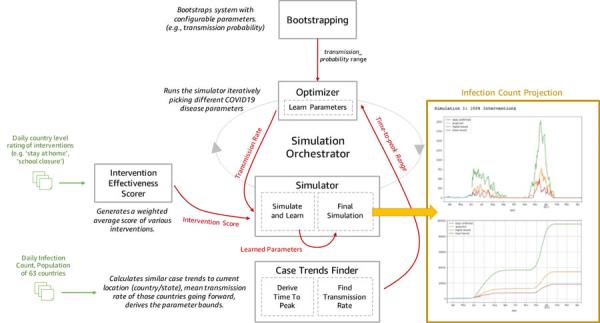 Bootstraps system with
configurable parameters.
(e.g., transmission probability)
Bootstrapping
transmission_
probability range
Runs the simulator iteratively
picking different COVID19
disease parameters
Optimizer
Learn Parameters
Transmission Rate
Time-to-peak Range
Simulation
Orchestrator
Daily country level
rating of interventions
(e.g. 'stay at home',
'school closure')
Intervention
Effectiveness
Scorer
Generates a weighted
average score of various
interventions.
Intervention Score
Simulator
Simulate
and Learn
Final
Simulation
Learned Parameters
Daily Infection
Count, Population
of 63 countries
Calculates similar case trends to current
location (country/state), mean transmission
rate of those countries going forward,
derives the parameter bounds.
Case Trends Finder
Derive
Time To
Peak
Find
Transmission
Rate
Infection Count Projection
Simulation 1: 100% Interventions